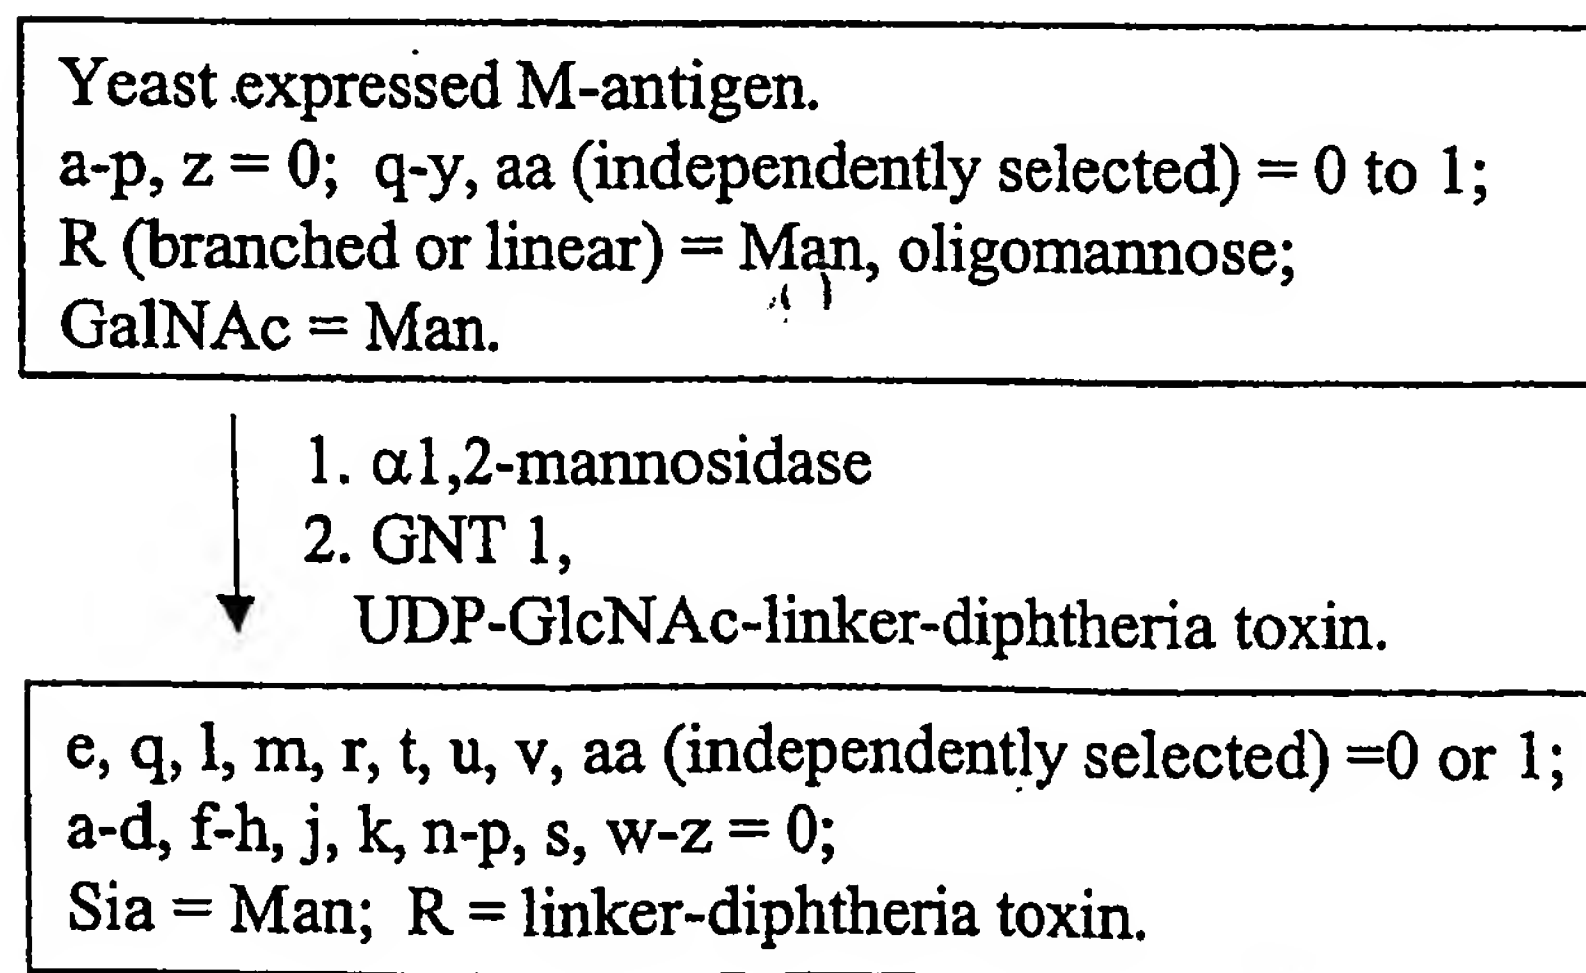 Yeast expressed M-antigen.
a-p, z = 0; q-y, aa (independently selected) = 0 to 1;
R (branched or linear) = Man, oligomannose;
GalNAc = Man.
1. α1,2-mannosidase
2. GNT 1,
UDP-GlcNAc-linker-diphtheria toxin.
e, q, l, m, r, t, u, v, aa (independently selected) =0 or 1;
a-d, f-h, j, k, n-p, s, w-z = 0;
Sia = Man; R = linker-diphtheria toxin.